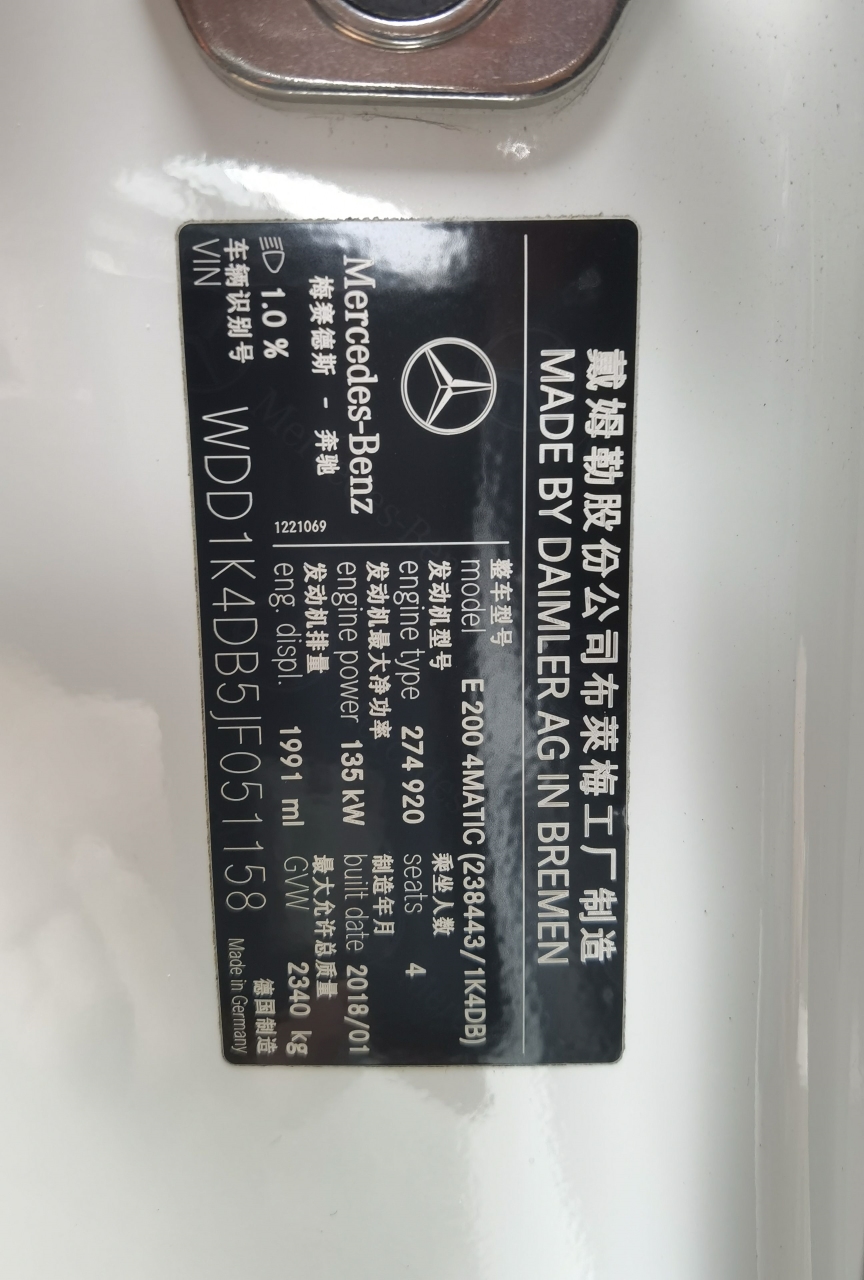 戴姆勒股份公司布莱梅工厂制造
MADE BY DAIMLER AG IN BREMEN
Mercedes-Benz
梅赛德斯 - 奔驰
1.0 %
1221069
整车型号
model E 200 4MATIC (238443/1K4DB)
发动机型号 乘坐人数
engine type 274 920 seats 4
发动机最大净功率 制造年月
engine power 135 kW built date 2018/01
发动机排量 最大允许总质量
eng. displ. 1991 ml GVW 2340 kg
车辆识别号 德国制造
VIN WDD1K4DB5JF051158 Made in Germany